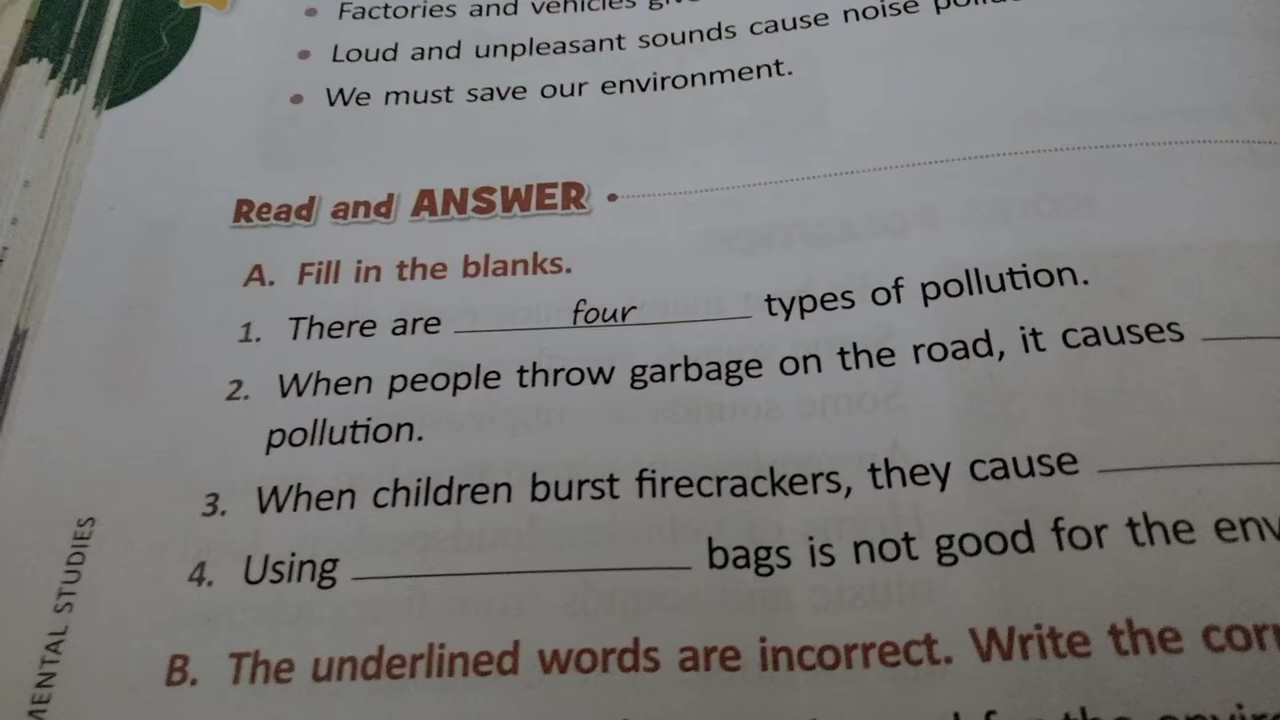 Factories and vehicles
Loud and unpleasant sounds cause noise
We must save our environment.
Read and ANSWER
A. Fill in the blanks.
1. There are four types of pollution.
2. When people throw garbage on the road, it causes
pollution.
3. When children burst firecrackers, they cause
4. Using bags is not good for the
B. The underlined words are incorrect. Write the
MENTAL STUDIES